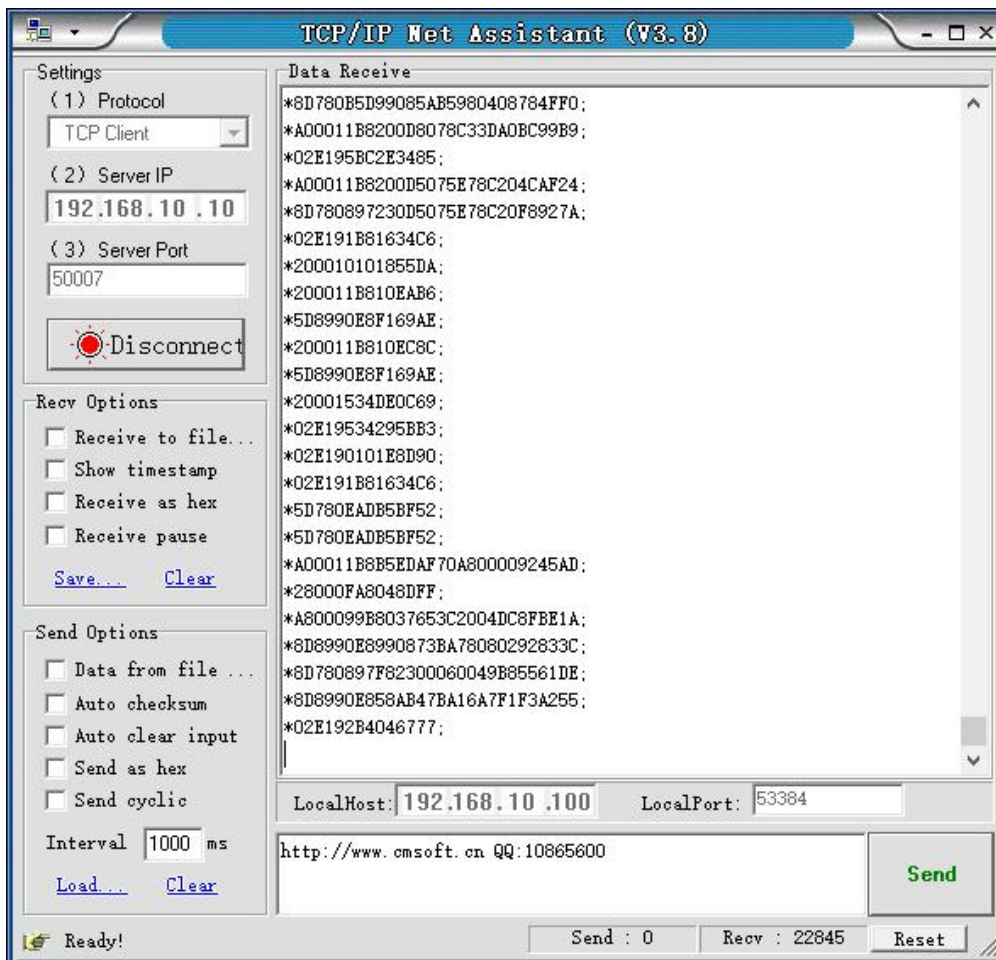 TCP/IP Net Assistant (V3.8)
Settings
(1) Protocol
TCP Client
(2) Server IP
192.168.10.10
(3) Server Port
50007
Disconnect
Recv Options
Receive to file...
Show timestamp
Receive as hex
Receive pause
Save... Clear
Send Options
Data from file ...
Auto checksum
Auto clear input
Send as hex
Send cyclic
Interval 1000 ms
Load... Clear
Data Receive
*8D780B5D99085AB5980408784FF0;
*A00011B8200D8078C33DA0BC99B9;
*02E195BC2E3485;
*A00011B8200D5075E78C204CAF24;
*8D780897230D5075E78C20F8927A;
*02E191B81634C6;
*200010101855DA;
*200011B810EAB6;
*5D8990E8F169AE;
*200011B810EC8C;
*5D8990E8F169AE;
*20001534DE0C69;
*02E19534295BB3;
*02E190101E8D90;
*02E191B81634C6;
*5D780EADB5BF52;
*5D780EADB5BF52;
*A00011B8B5EDAF70A800009245AD;
*28000FA8048DFF;
*A800099B8037653C2004DC8FBE1A;
*8D8990E8990873BA78080292833C;
*8D780897F82300060049B85561DE;
*8D8990E858AB47BA16A7F1F3A255;
*02E192B4046777;
LocalHost: 192.168.10.100 LocalPort: 53384
http://www.cmsoft.cn QQ:10865600
Send
Ready!
Send : 0 Recv : 22845 Reset